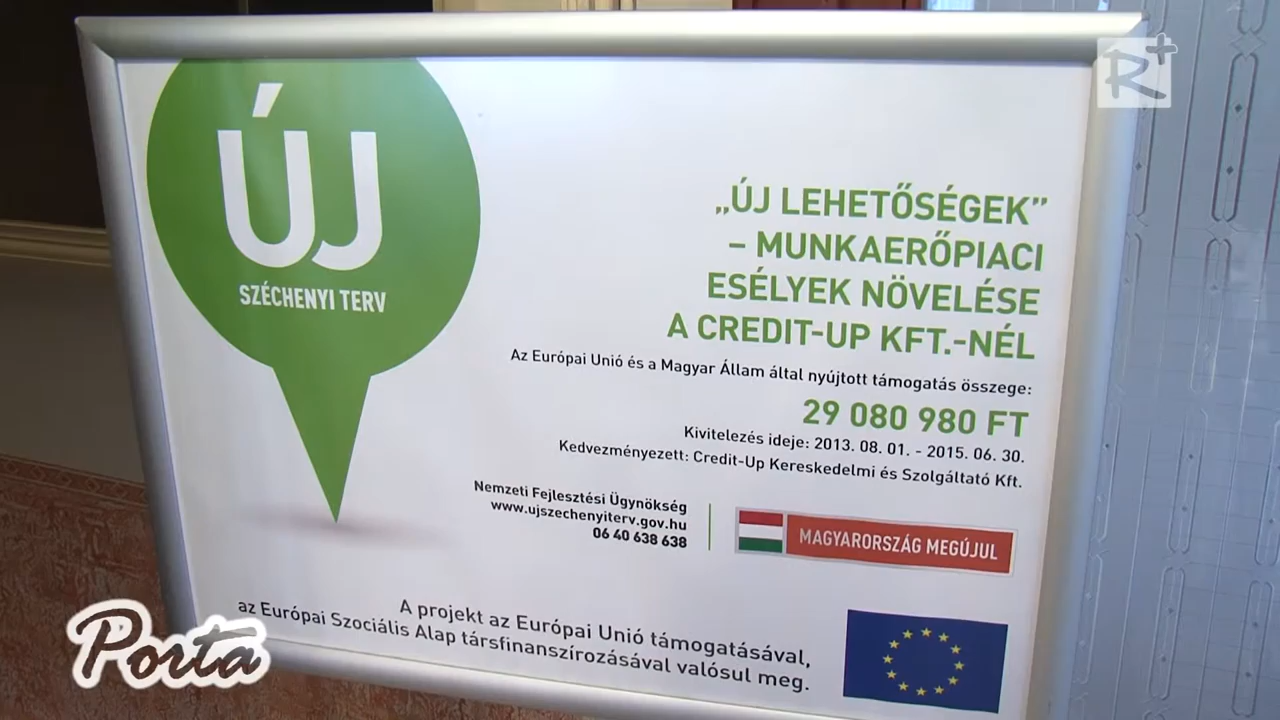 R+
ÚJ
SZÉCHENYI TERV
„ÚJ LEHETŐSÉGEK”
– MUNKAERŐPIACI
ESÉLYEK NÖVELÉSE
A CREDIT-UP KFT.-NÉL
Az Európai Unió és a Magyar Állam által nyújtott támogatás összege:
29 080 980 FT
Kivitelezés ideje: 2013. 08. 01. - 2015. 06. 30.
Kedvezményezett: Credit-Up Kereskedelmi és Szolgáltató Kft.
Nemzeti Fejlesztési Ügynökség
www.ujszechenyiterv.gov.hu
06 40 638 638
MAGYARORSZÁG MEGÚJUL
A projekt az Európai Unió támogatásával,
az Európai Szociális Alap társfinanszírozásával valósul meg.
Porta